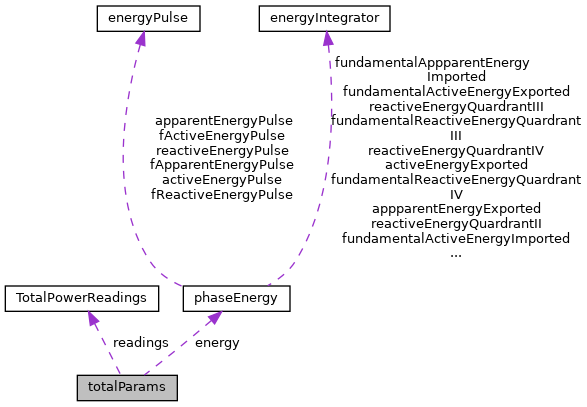 energyPulse
energyIntegrator
apparentEnergyPulse
fActiveEnergyPulse
reactiveEnergyPulse
fApparentEnergyPulse
activeEnergyPulse
fReactiveEnergyPulse
fundamentalAppparentEnergy
Imported
fundamentalActiveEnergyExported
reactiveEnergyQuardrantIII
fundamentalReactiveEnergyQuardrant
III
reactiveEnergyQuardrantIV
activeEnergyExported
fundamentalReactiveEnergyQuardrant
IV
appparentEnergyExported
reactiveEnergyQuardrantII
fundamentalActiveEnergyImported
...
TotalPowerReadings
phaseEnergy
readings
energy
totalParams